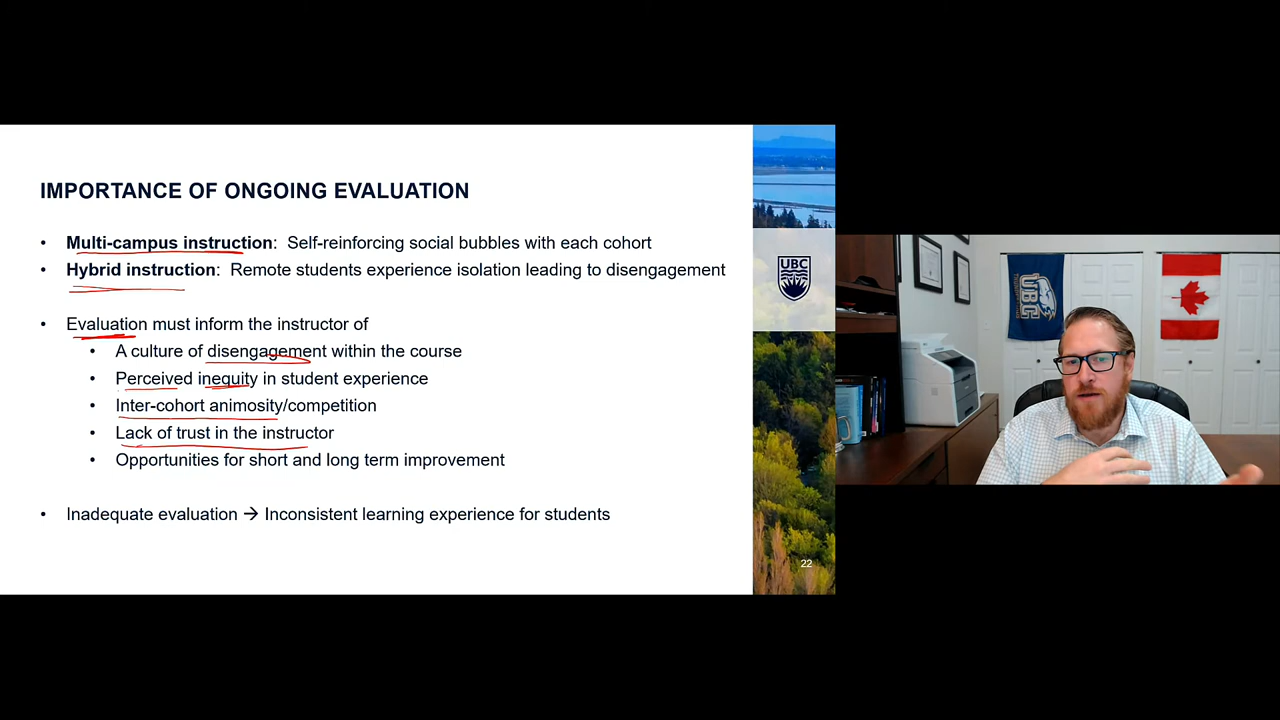 IMPORTANCE OF ONGOING EVALUATION
• Multi-campus instruction: Self-reinforcing social bubbles with each cohort
• Hybrid instruction: Remote students experience isolation leading to disengagement
• Evaluation must inform the instructor of
• A culture of disengagement within the course
• Perceived inequity in student experience
• Inter-cohort animosity/competition
• Lack of trust in the instructor
• Opportunities for short and long term improvement
• Inadequate evaluation → Inconsistent learning experience for students
UBC
22
UBC